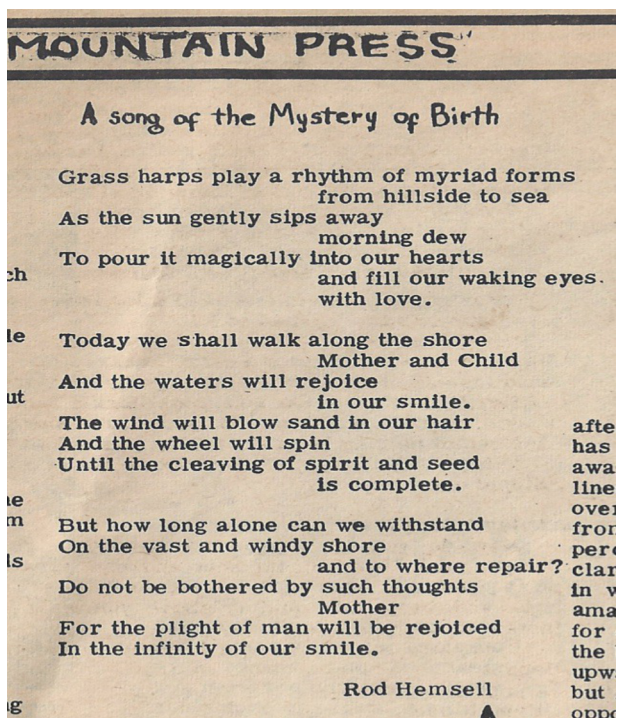 MOUNTAIN PRESS
A song of the Mystery of Birth
Grass harps play a rhythm of myriad forms
from hillside to sea
As the sun gently sips away
morning dew
To pour it magically into our hearts
and fill our waking eyes.
with love.
Today we shall walk along the shore
Mother and Child
And the waters will rejoice
in our smile.
The wind will blow sand in our hair
And the wheel will spin
Until the cleaving of spirit and seed
is complete.
But how long alone can we withstand
On the vast and windy shore
and to where repair?
Do not be bothered by such thoughts
Mother
For the plight of man will be rejoiced
In the infinity of our smile.
Rod Hemsell